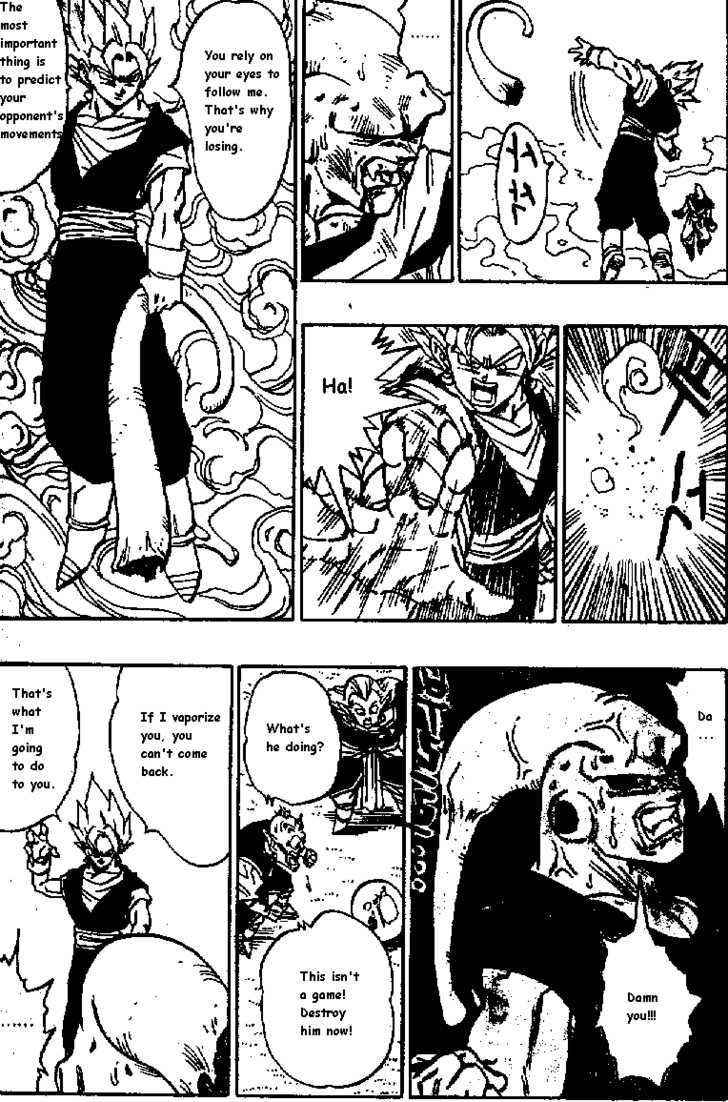 ......
You rely on
your eyes to
follow me.
That's why
you're
losing.
The
most
important
thing is
to predict
your
opponent's
movements
Ha!
Da
...
Damn
you!!!
What's
he doing?
This isn't
a game!
Destroy
him now!
If I vaporize
you, you
can't come
back.
That's
what
I'm
going
to do
to you.
.......